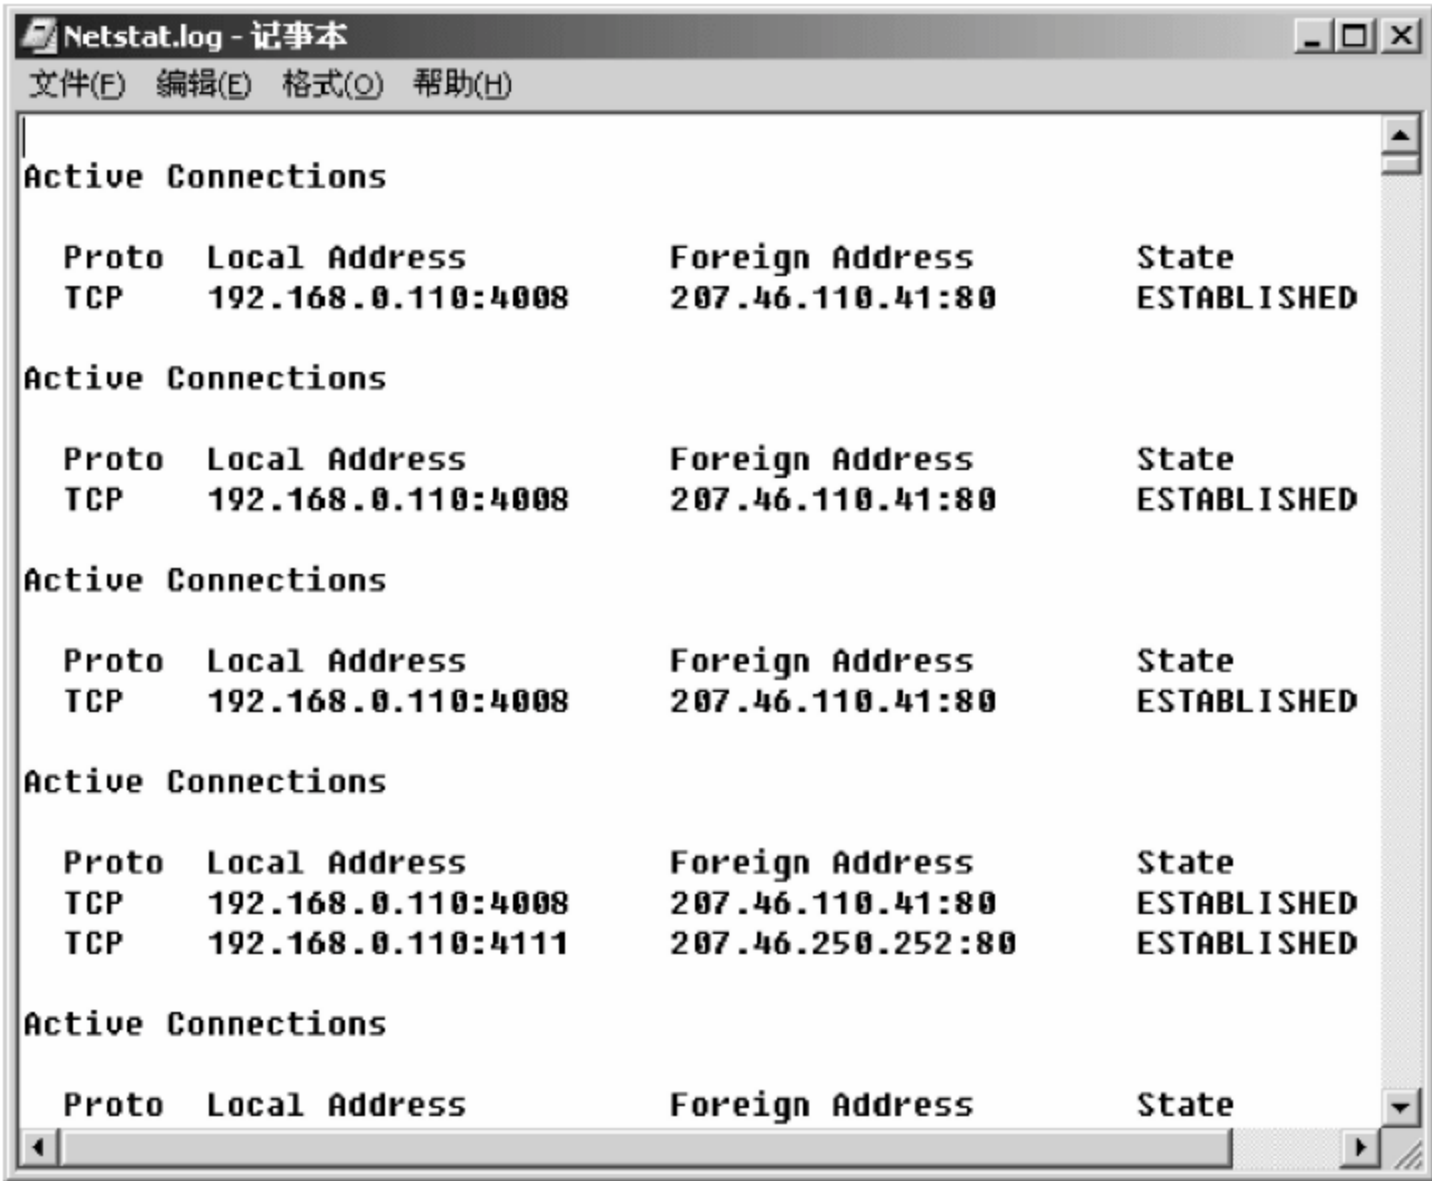 Netstat.log - 记事本
文件(F) 编辑(E) 格式(O) 帮助(H)
Active Connections
Proto Local Address Foreign Address State
TCP 192.168.0.110:4008 207.46.110.41:80 ESTABLISHED
Active Connections
Proto Local Address Foreign Address State
TCP 192.168.0.110:4008 207.46.110.41:80 ESTABLISHED
Active Connections
Proto Local Address Foreign Address State
TCP 192.168.0.110:4008 207.46.110.41:80 ESTABLISHED
Active Connections
Proto Local Address Foreign Address State
TCP 192.168.0.110:4008 207.46.110.41:80 ESTABLISHED
TCP 192.168.0.110:4111 207.46.250.252:80 ESTABLISHED
Active Connections
Proto Local Address Foreign Address State